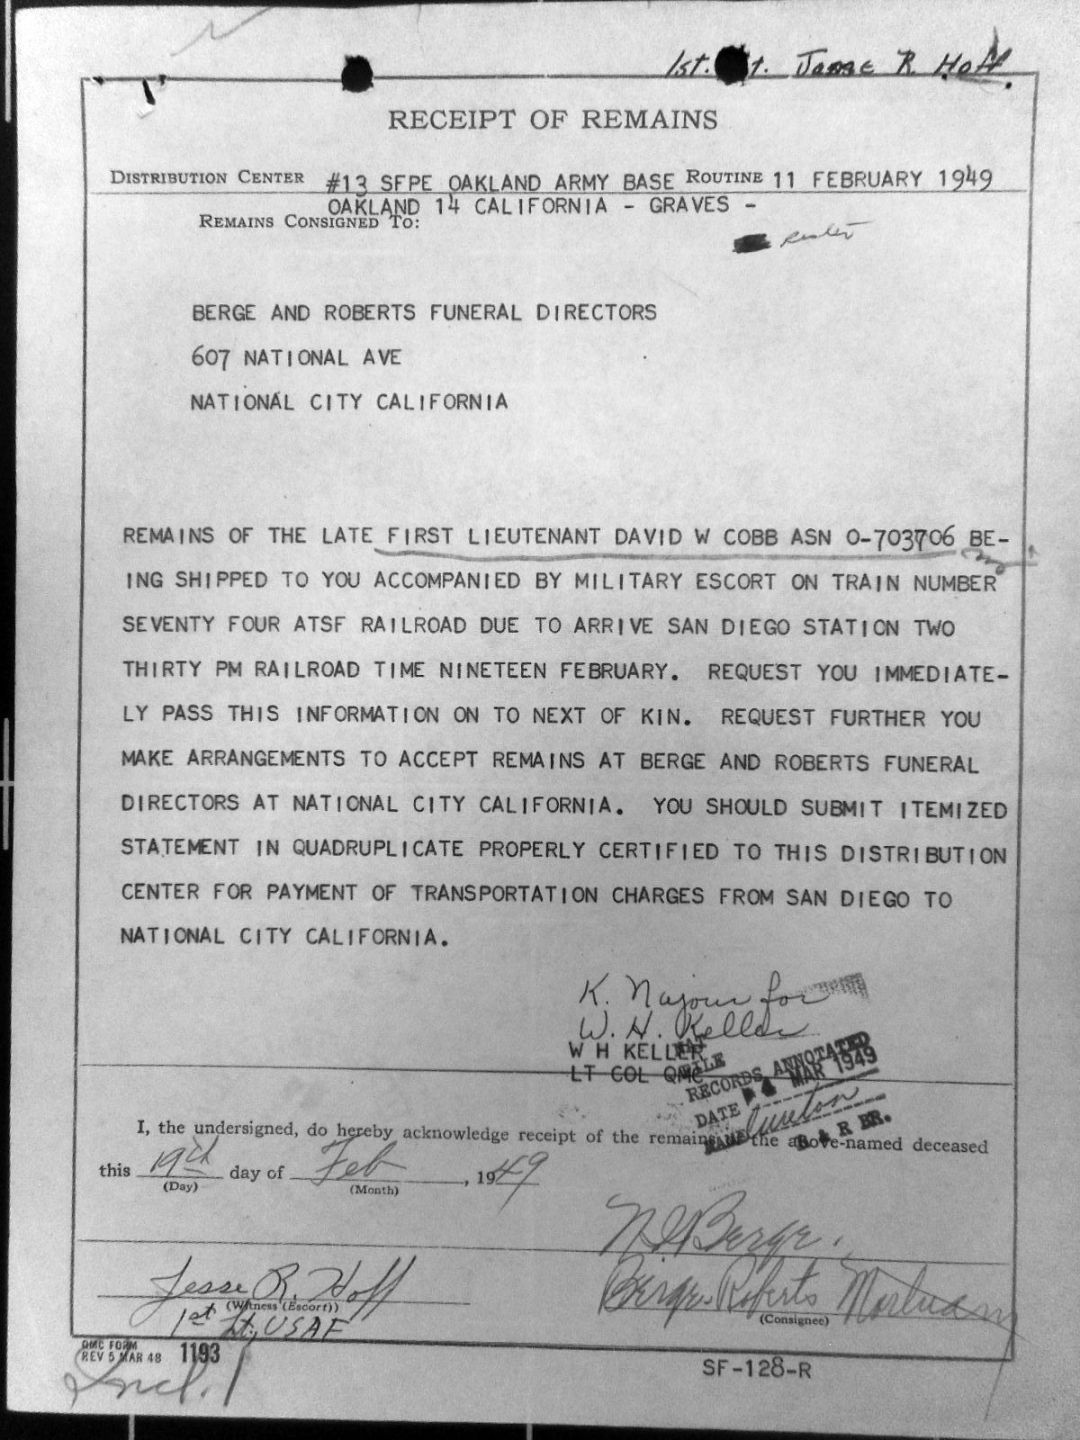 1st. Lt. Jesse R. Hoff
RECEIPT OF REMAINS
DISTRIBUTION CENTER #13 SFPE OAKLAND ARMY BASE ROUTINE 11 FEBRUARY 1949
OAKLAND 14 CALIFORNIA - GRAVES -
REMAINS CONSIGNED TO:
BERGE AND ROBERTS FUNERAL DIRECTORS
607 NATIONAL AVE
NATIONAL CITY CALIFORNIA
REMAINS OF THE LATE FIRST LIEUTENANT DAVID W COBB ASN O-703706 BE-
ING SHIPPED TO YOU ACCOMPANIED BY MILITARY ESCORT ON TRAIN NUMBER
SEVENTY FOUR ATSF RAILROAD DUE TO ARRIVE SAN DIEGO STATION TWO
THIRTY PM RAILROAD TIME NINETEEN FEBRUARY. REQUEST YOU IMMEDIATE-
LY PASS THIS INFORMATION ON TO NEXT OF KIN. REQUEST FURTHER YOU
MAKE ARRANGEMENTS TO ACCEPT REMAINS AT BERGE AND ROBERTS FUNERAL
DIRECTORS AT NATIONAL CITY CALIFORNIA. YOU SHOULD SUBMIT ITEMIZED
STATEMENT IN QUADRUPLICATE PROPERLY CERTIFIED TO THIS DISTRIBUTION
CENTER FOR PAYMENT OF TRANSPORTATION CHARGES FROM SAN DIEGO TO
NATIONAL CITY CALIFORNIA.
K. Najour for
W. H. Keller
W H KELLER
LT COL QMC
FILE
RECORDS ANNOTATED
DATE MAR 1949
NAME
R & R BR.
I, the undersigned, do hereby acknowledge receipt of the remains of the above-named deceased
this 19th day of Feb, 1949
(Day) (Month)
N S Berge.
Jesse R. Hoff Berge-Roberts Mortuary
(Witness (Escort)) (Consignee)
1st Lt, USAF
QMC FORM
REV 5 MAR 48 1193
SF-128-R
Incl. 1